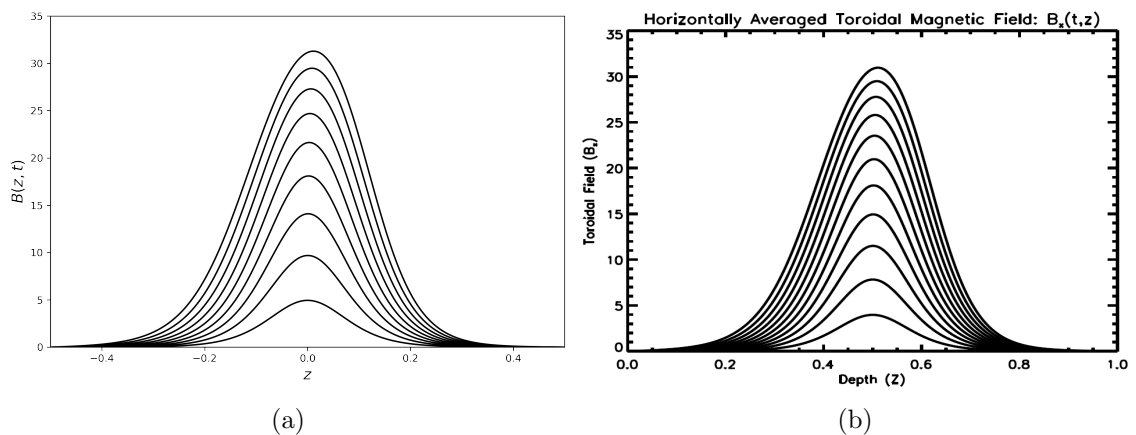 35
30
25
20
15
10
5
0
B(z, t)
−0.4 −0.2 0.0 0.2 0.4
z
(a)
Horizontally Averaged Toroidal Magnetic Field: Bₓ(t,z)
35
30
25
20
15
10
5
0
Toroidal Field (Bₓ)
0.0 0.2 0.4 0.6 0.8 1.0
Depth (Z)
(b)